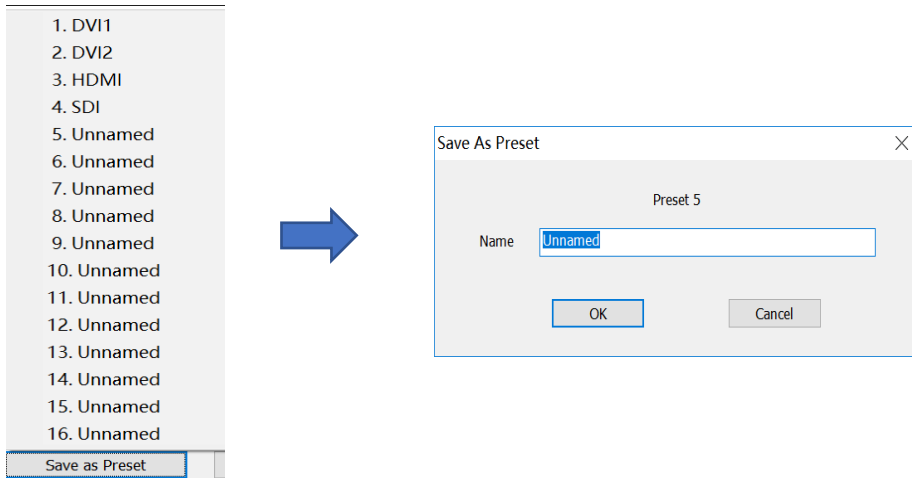 1. DVI1
2. DVI2
3. HDMI
4. SDI
5. Unnamed
6. Unnamed
7. Unnamed
8. Unnamed
9. Unnamed
10. Unnamed
11. Unnamed
12. Unnamed
13. Unnamed
14. Unnamed
15. Unnamed
16. Unnamed
Save as Preset
Save As Preset
Preset 5
Name Unnamed
OK Cancel